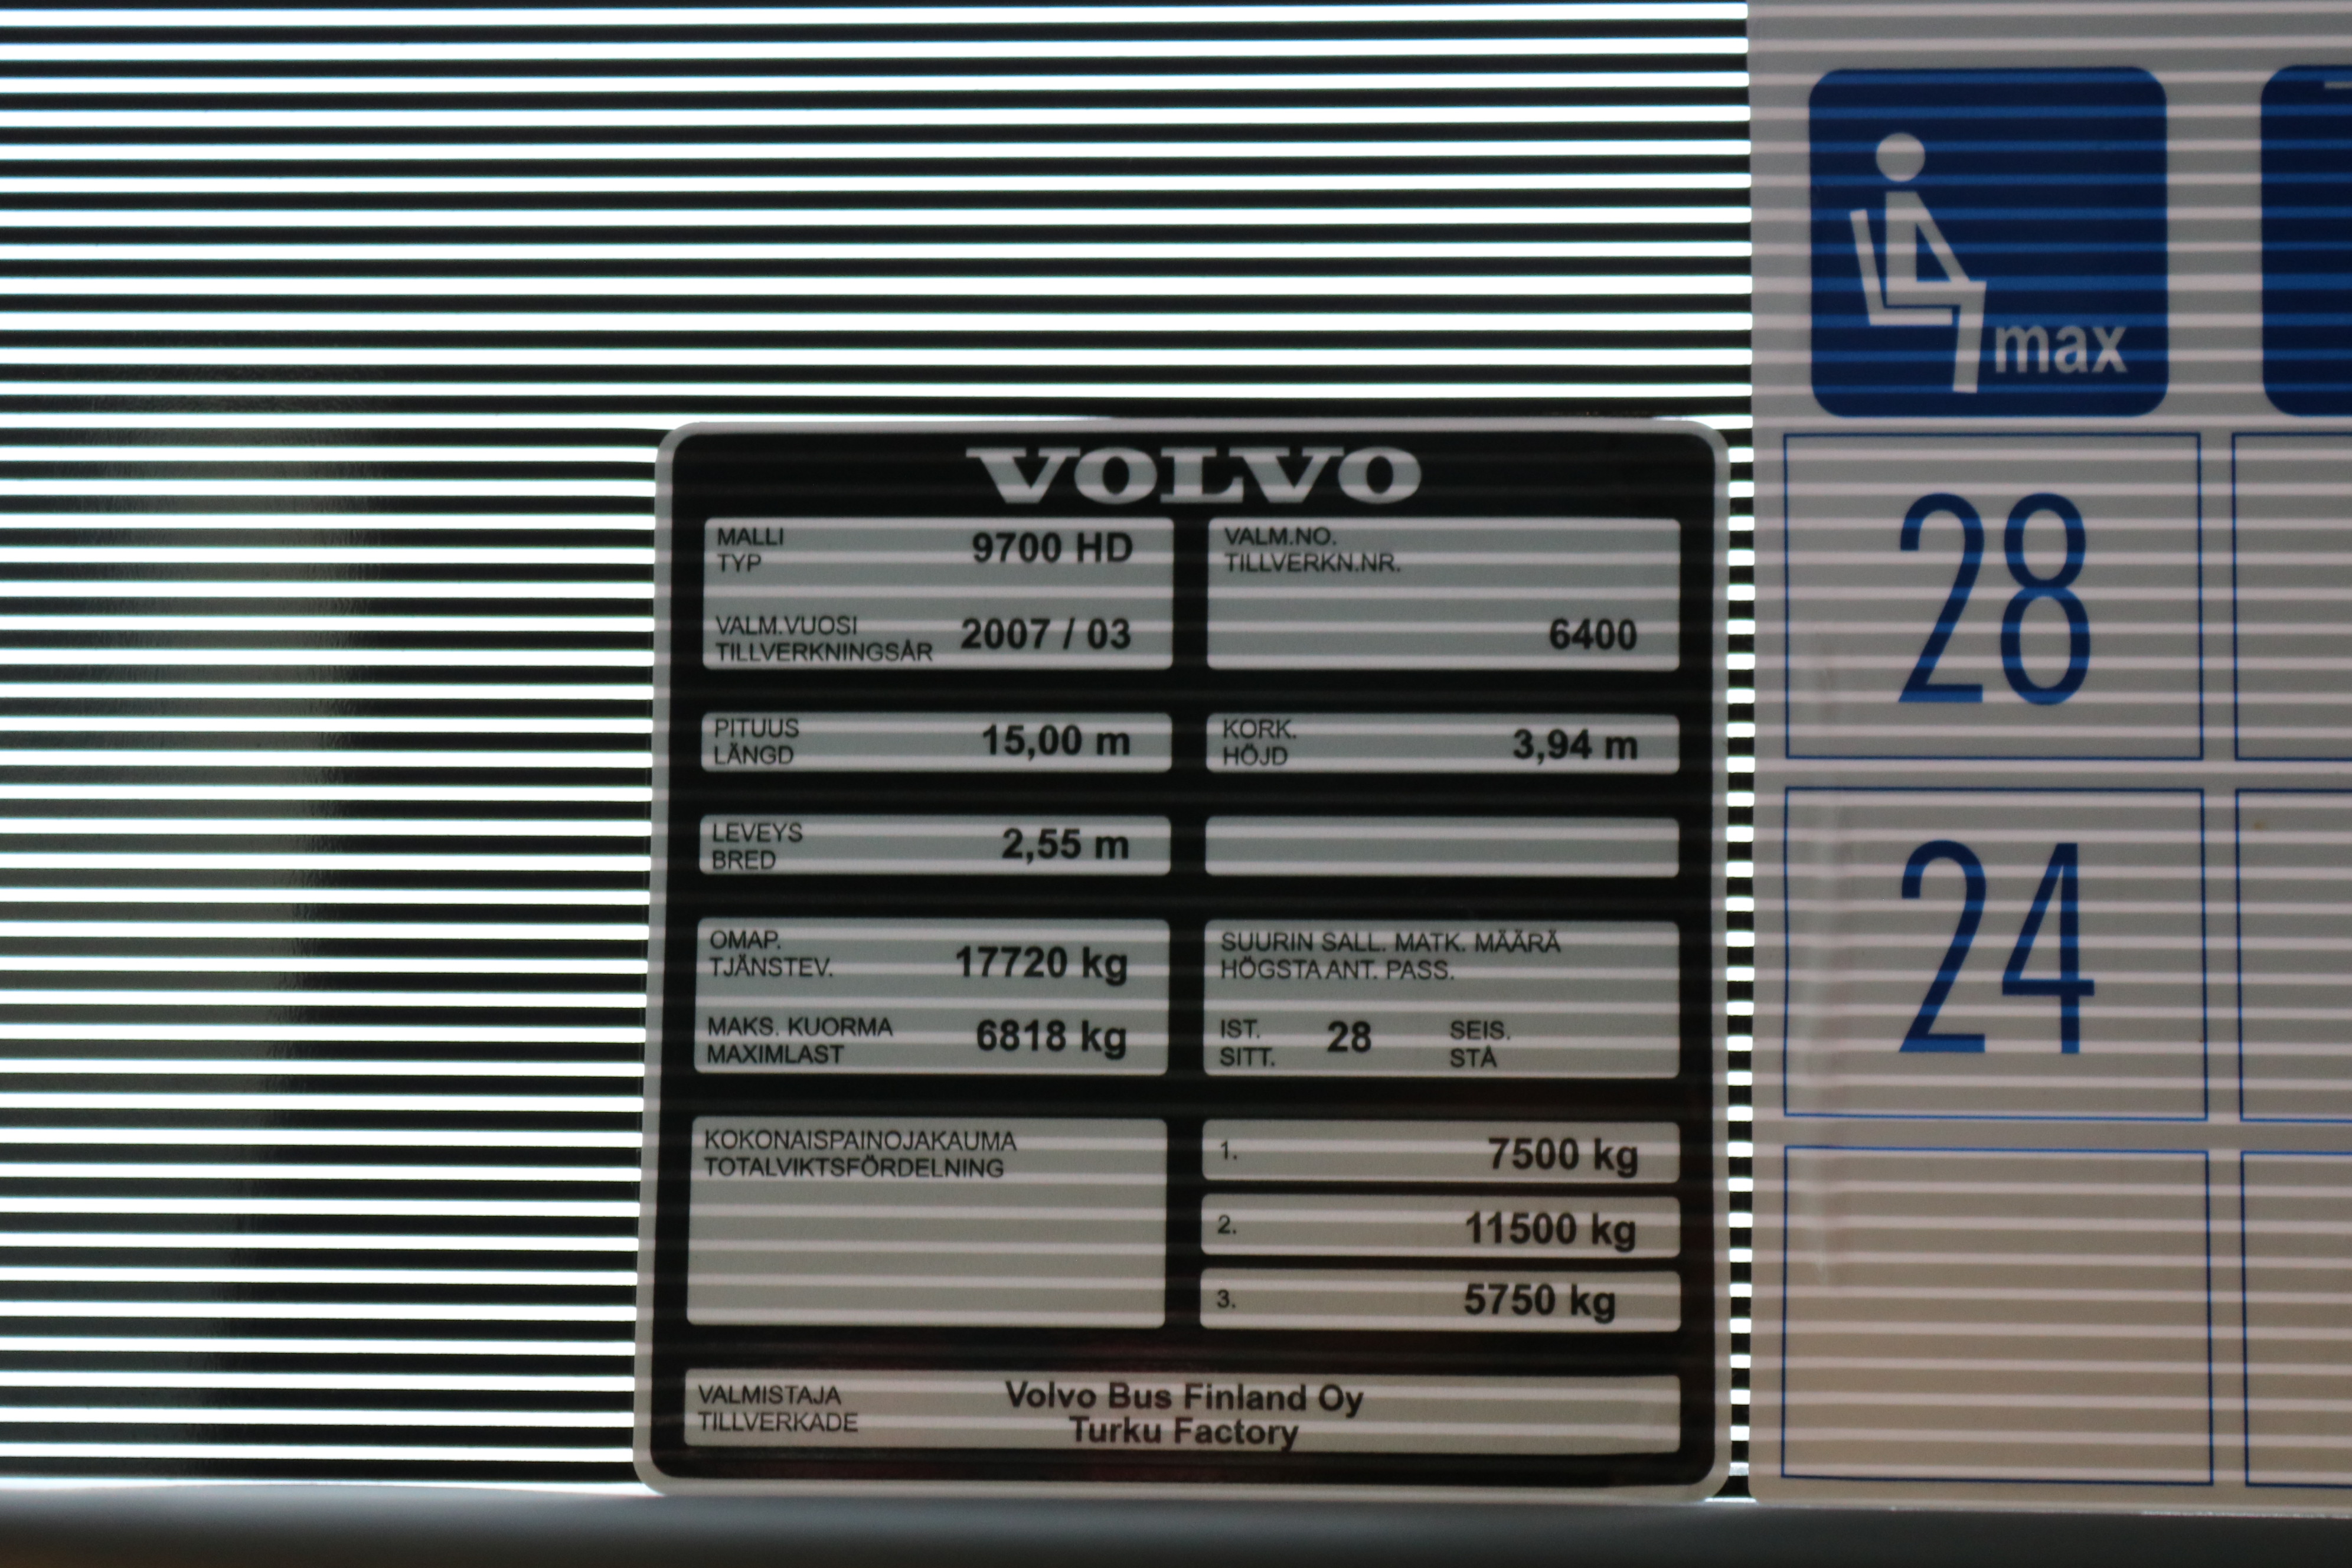 VOLVO
MALLI
TYP
9700 HD
VALM.VUOSI
TILLVERKNINGSÅR
2007 / 03
VALM.NO.
TILLVERKN.NR.
6400
PITUUS
LÄNGD
15,00 m
KORK.
HÖJD
3,94 m
LEVEYS
BRED
2,55 m
OMAP.
TJÄNSTEV.
17720 kg
MAKS. KUORMA
MAXIMLAST
6818 kg
SUURIN SALL. MATK. MÄÄRÄ
HÖGSTA ANT. PASS.
IST.
SITT.
28
SEIS.
STÅ
KOKONAISPAINOJAKAUMA
TOTALVIKTSFÖRDELNING
1. 7500 kg
2. 11500 kg
3. 5750 kg
VALMISTAJA
TILLVERKADE
Volvo Bus Finland Oy
Turku Factory
max
28
24